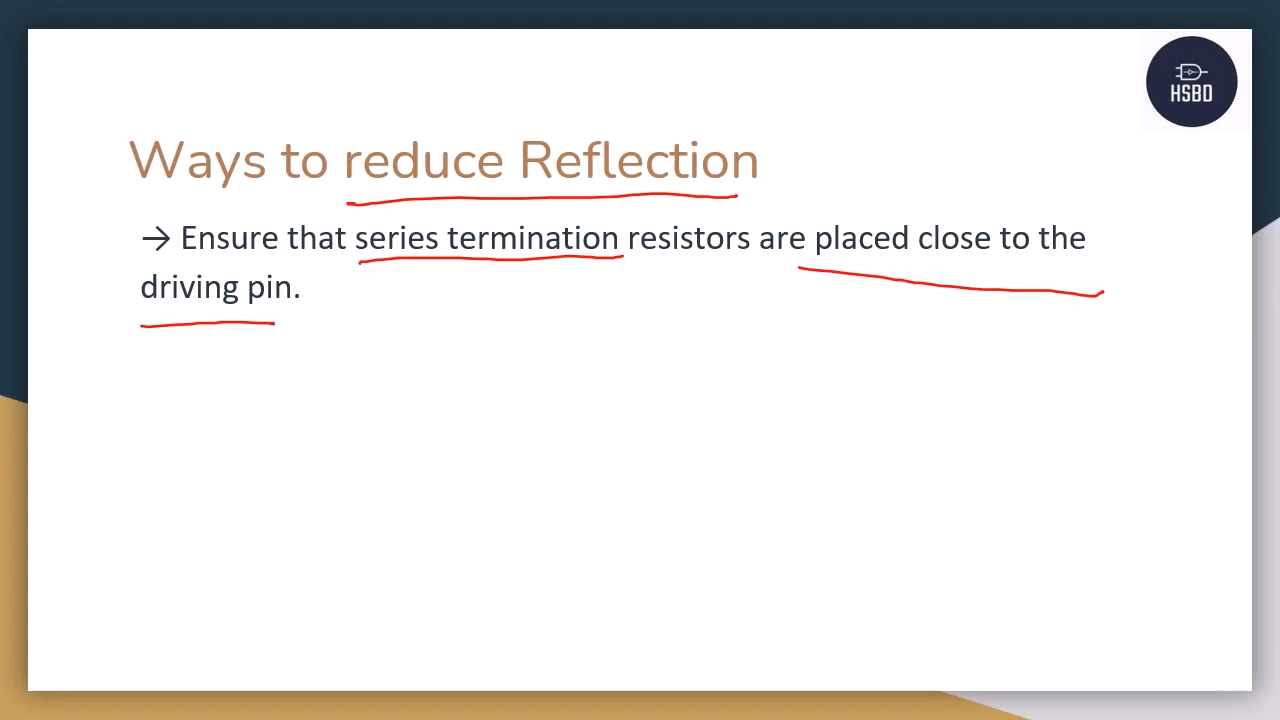 HSBD
Ways to reduce Reflection
→ Ensure that series termination resistors are placed close to the
driving pin.